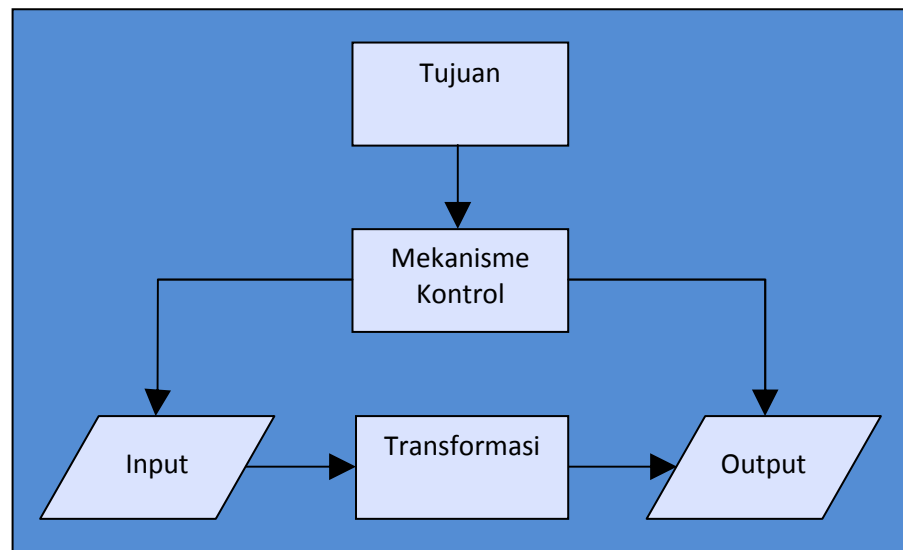 Tujuan
Mekanisme
Kontrol
Input
Transformasi
Output